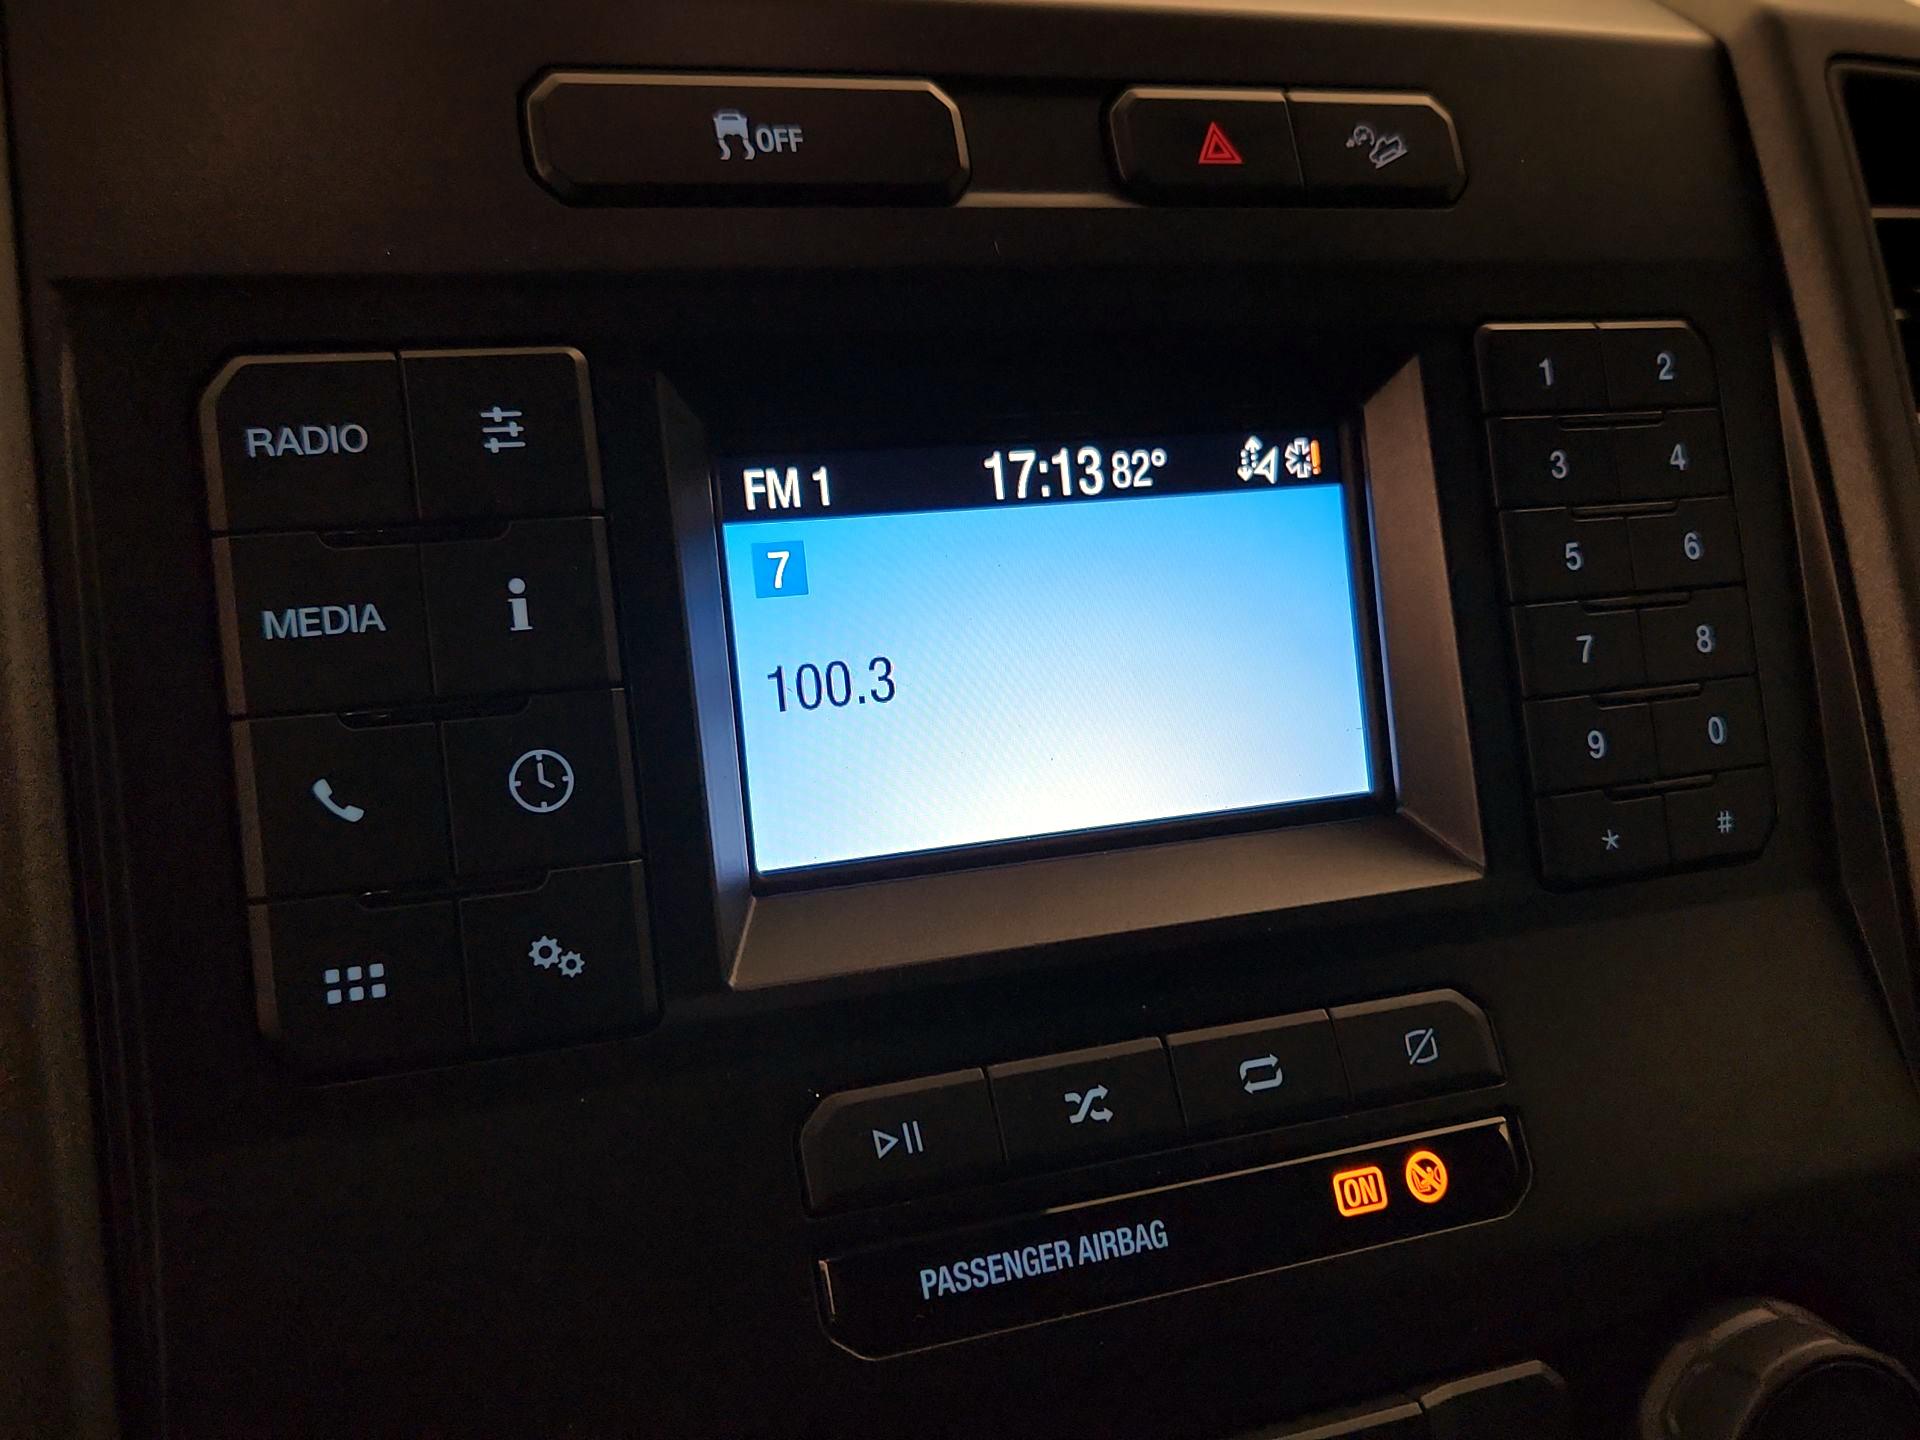 OFF
RADIO
MEDIA
FM 1 17:13 82°
7
100.3
1 2
3 4
5 6
7 8
9 0
* #
ON
PASSENGER AIRBAG